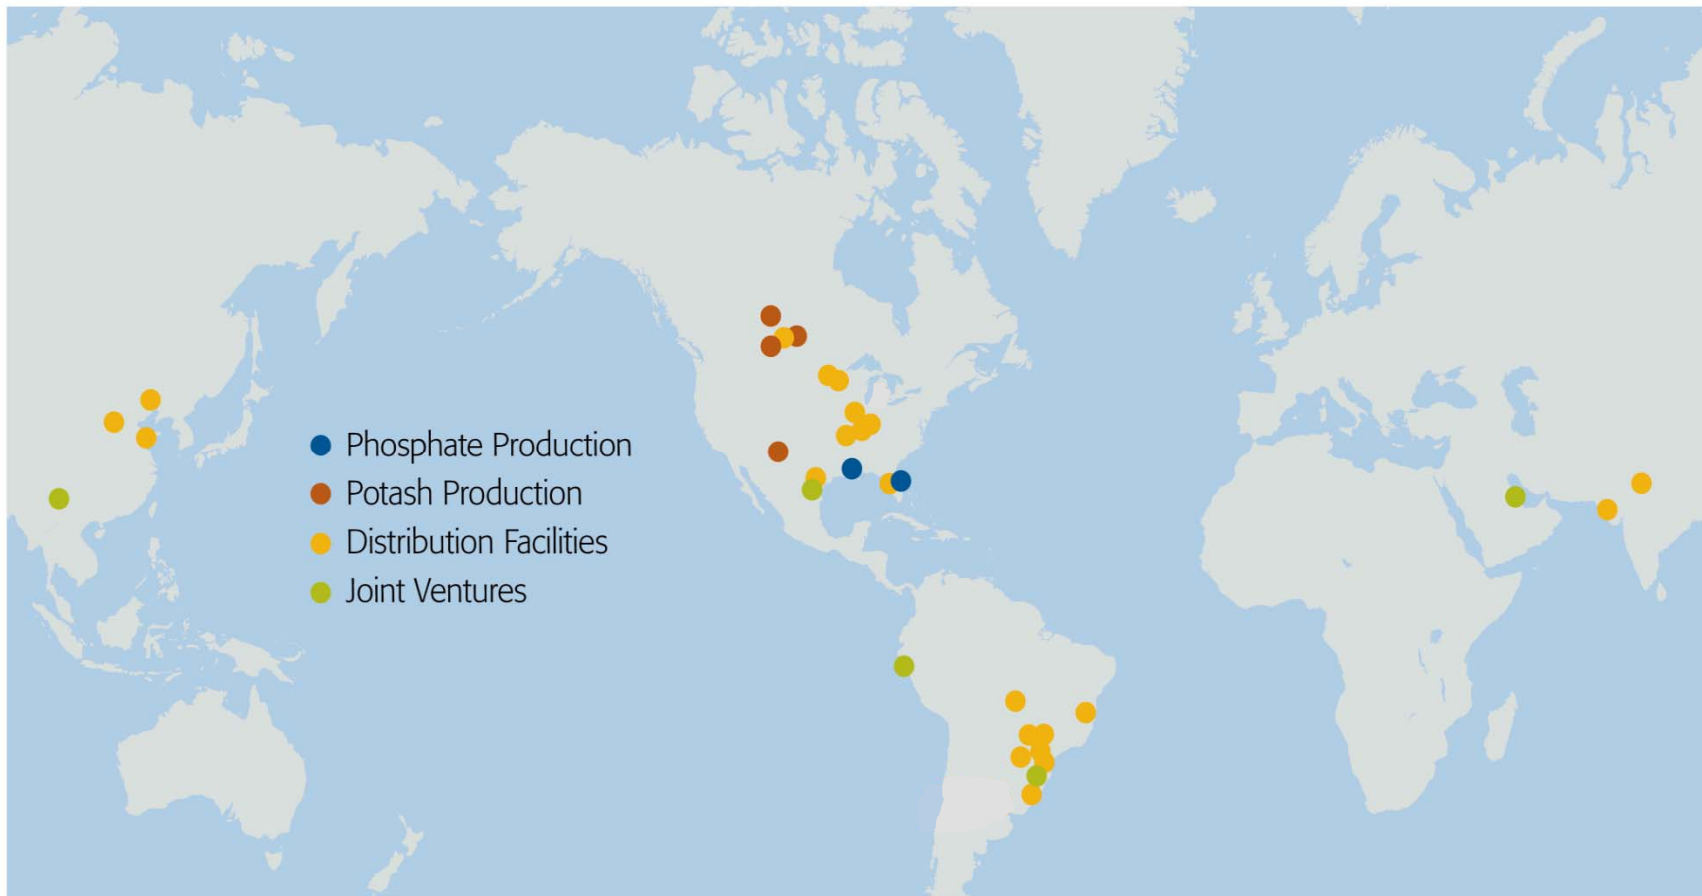 Phosphate Production
Potash Production
Distribution Facilities
Joint Ventures